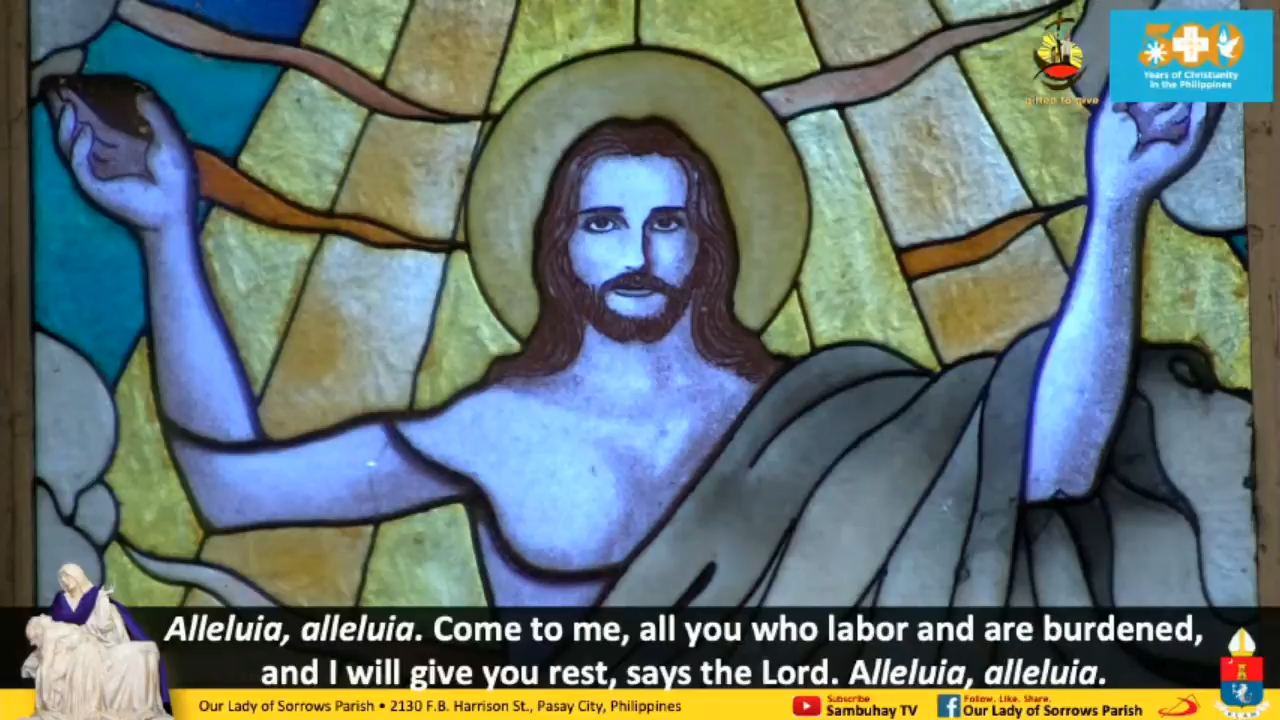 500
Years of Christianity
in the Philippines
gifted to give
Alleluia, alleluia. Come to me, all you who labor and are burdened,
and I will give you rest, says the Lord. Alleluia, alleluia.
Our Lady of Sorrows Parish • 2130 F.B. Harrison St., Pasay City, Philippines
Subscribe
Sambuhay TV
Follow. Like. Share.
Our Lady of Sorrows Parish